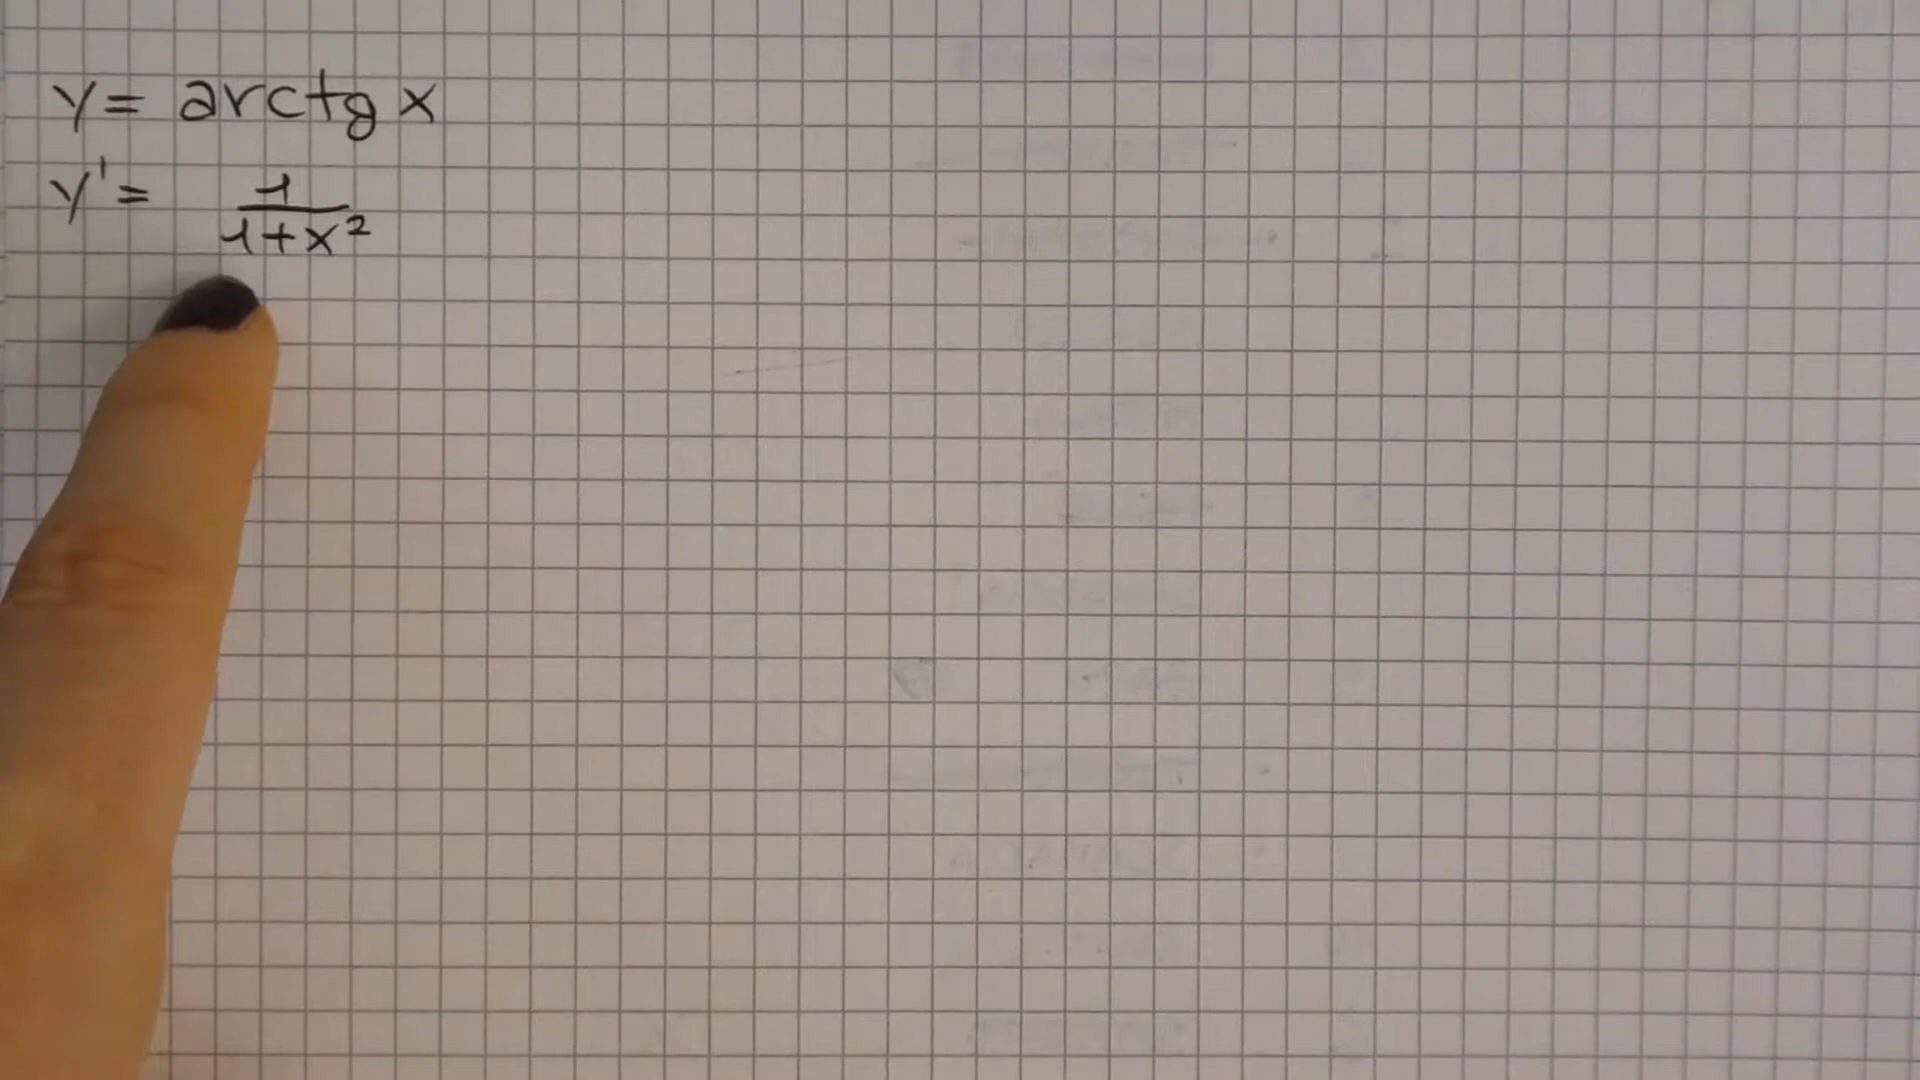 y = arctg x
y' = 1/(1+x²)